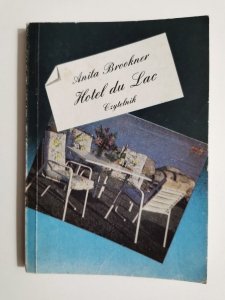 Anita Brookner
Hotel du Lac
Czytelnik